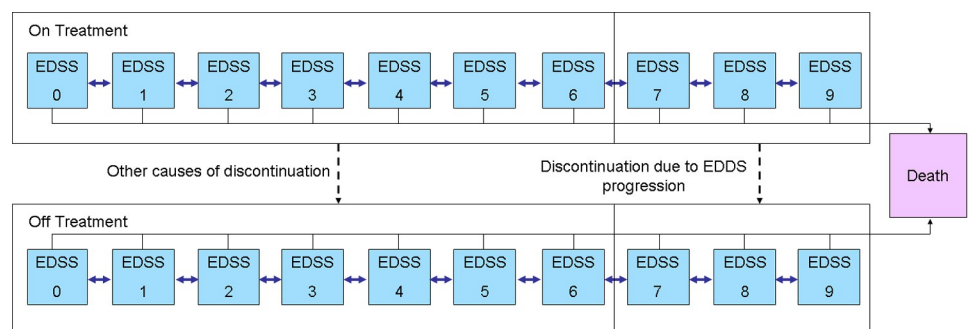 On Treatment
EDSS EDSS EDSS EDSS EDSS EDSS EDSS EDSS EDSS EDSS
0 1 2 3 4 5 6 7 8 9
Other causes of discontinuation
Discontinuation due to EDDS
progression
Death
Off Treatment
EDSS EDSS EDSS EDSS EDSS EDSS EDSS EDSS EDSS EDSS
0 1 2 3 4 5 6 7 8 9